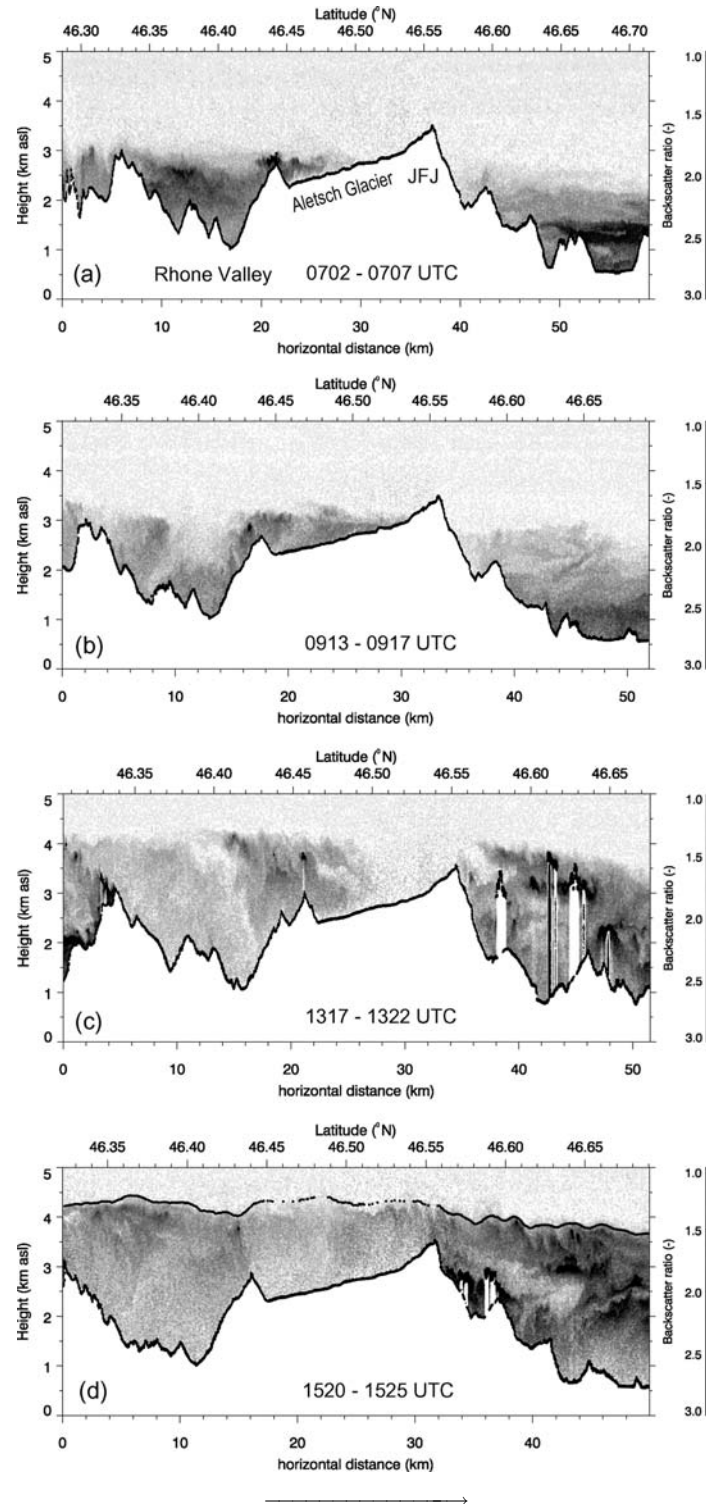 Latitude (°N)
46.30 46.35 46.40 46.45 46.50 46.55 46.60 46.65 46.70
5 1.0
4 1.5
3 2.0
2 2.5
1 3.0
0
Height (km asl)
Backscatter ratio (-)
Aletsch Glacier JFJ
(a) Rhone Valley 0702 - 0707 UTC
0 10 20 30 40 50
horizontal distance (km)
Latitude (°N)
46.35 46.40 46.45 46.50 46.55 46.60 46.65
5 1.0
4 1.5
3 2.0
2 2.5
1 3.0
0
Height (km asl)
Backscatter ratio (-)
(b) 0913 - 0917 UTC
0 10 20 30 40 50
horizontal distance (km)
Latitude (°N)
46.35 46.40 46.45 46.50 46.55 46.60 46.65
5 1.0
4 1.5
3 2.0
2 2.5
1 3.0
0
Height (km asl)
Backscatter ratio (-)
(c) 1317 - 1322 UTC
0 10 20 30 40 50
horizontal distance (km)
Latitude (°N)
46.35 46.40 46.45 46.50 46.55 46.60 46.65
5 1.0
4 1.5
3 2.0
2 2.5
1 3.0
0
Height (km asl)
Backscatter ratio (-)
(d) 1520 - 1525 UTC
0 10 20 30 40
horizontal distance (km)